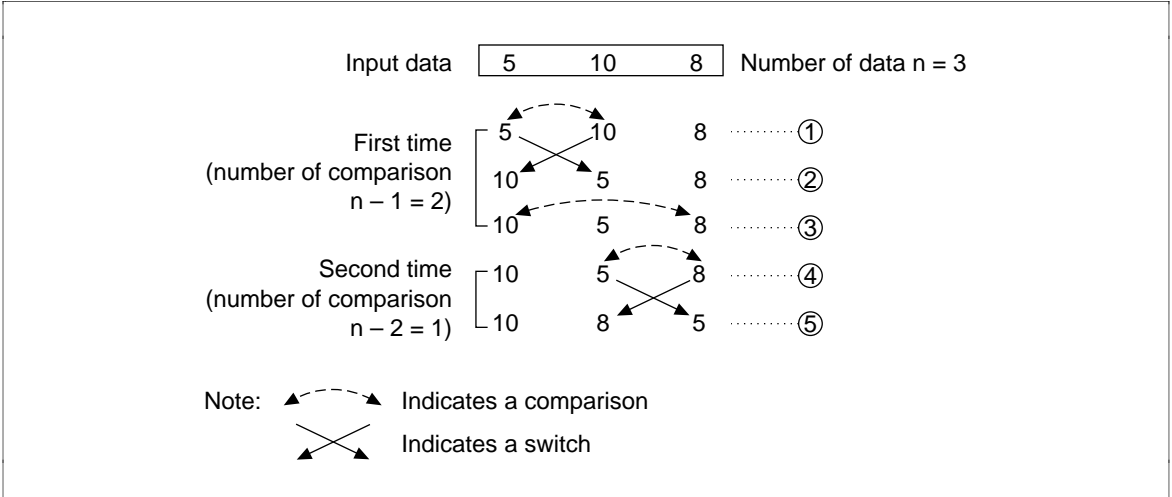 Input data 5 10 8 Number of data n = 3
First time
(number of comparison
n – 1 = 2)
5 10 8 ①
10 5 8 ②
10 5 8 ③
Second time
(number of comparison
n – 2 = 1)
10 5 8 ④
10 8 5 ⑤
Note: Indicates a comparison
Indicates a switch